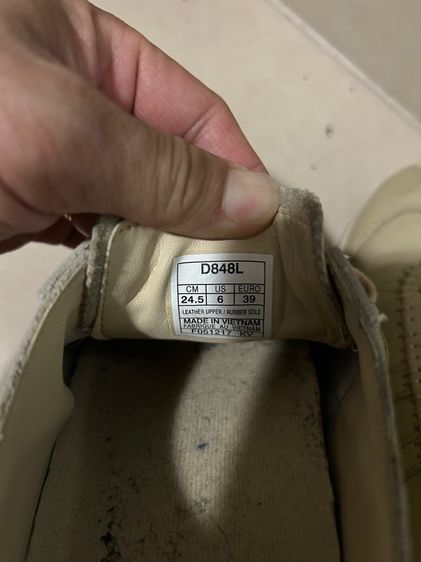 D848L
CM US EURO
24.5 6 39
LEATHER UPPER / RUBBER SOLE
MADE IN VIETNAM
FABRIQUE AU VIETNAM
F051217 KV